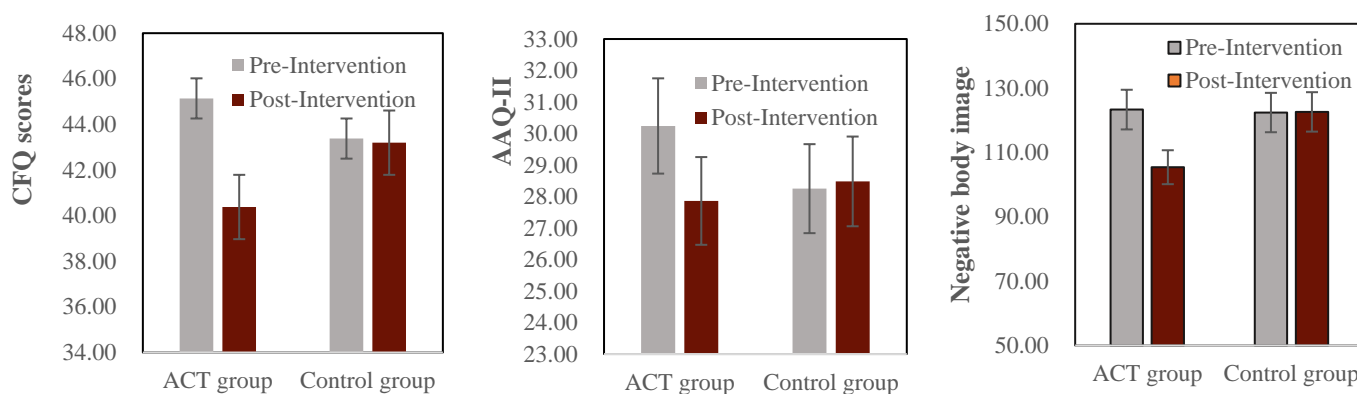 CFQ scores
48.00
46.00
44.00
42.00
40.00
38.00
36.00
34.00
Pre-Intervention
Post-Intervention
ACT group
Control group
AAQ-II
33.00
32.00
31.00
30.00
29.00
28.00
27.00
26.00
25.00
24.00
23.00
Pre-Intervention
Post-Intervention
ACT group
Control group
Negative body image
150.00
130.00
110.00
90.00
70.00
50.00
Pre-Intervention
Post-Intervention
ACT group
Control group